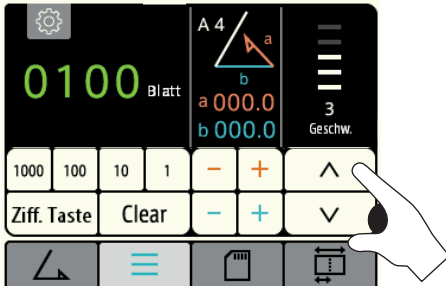 0100 Blatt
A 4
a
b
a 000.0
b 000.0
3
Geschw.
1000 100 10 1 - + 
Ziff. Taste Clear - +